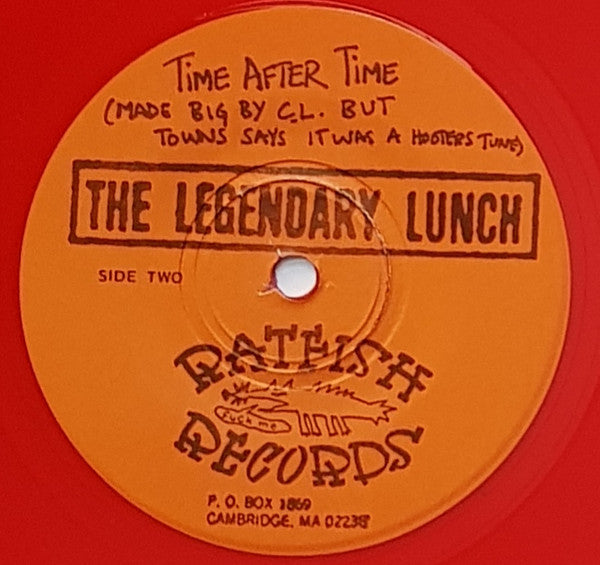 TIME AFTER TIME
(MADE BIG BY C.L. BUT
TOWNS SAYS IT WAS A HOOTERS TUNE)
THE LEGENDARY LUNCH
SIDE TWO
RATFISH
Fuck me
RECORDS
P. O. BOX 1869
CAMBRIDGE, MA 02238